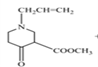 CH₂CH=CH₂
N
COOCH₃
O
+